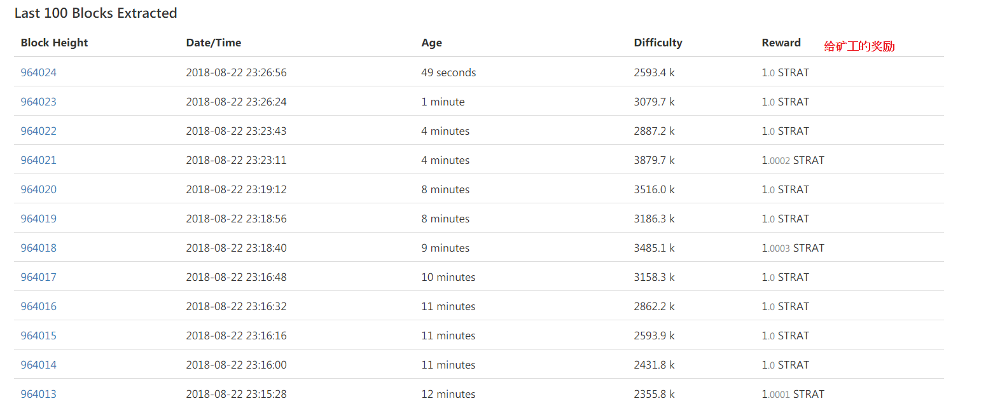 Last 100 Blocks Extracted
Block Height Date/Time Age Difficulty Reward 给矿工的奖励
964024 2018-08-22 23:26:56 49 seconds 2593.4 k 1.0 STRAT
964023 2018-08-22 23:26:24 1 minute 3079.7 k 1.0 STRAT
964022 2018-08-22 23:23:43 4 minutes 2887.2 k 1.0 STRAT
964021 2018-08-22 23:23:11 4 minutes 3879.7 k 1.0002 STRAT
964020 2018-08-22 23:19:12 8 minutes 3516.0 k 1.0 STRAT
964019 2018-08-22 23:18:56 8 minutes 3186.3 k 1.0 STRAT
964018 2018-08-22 23:18:40 9 minutes 3485.1 k 1.0003 STRAT
964017 2018-08-22 23:16:48 10 minutes 3158.3 k 1.0 STRAT
964016 2018-08-22 23:16:32 11 minutes 2862.2 k 1.0 STRAT
964015 2018-08-22 23:16:16 11 minutes 2593.9 k 1.0 STRAT
964014 2018-08-22 23:16:00 11 minutes 2431.8 k 1.0 STRAT
964013 2018-08-22 23:15:28 12 minutes 2355.8 k 1.0001 STRAT